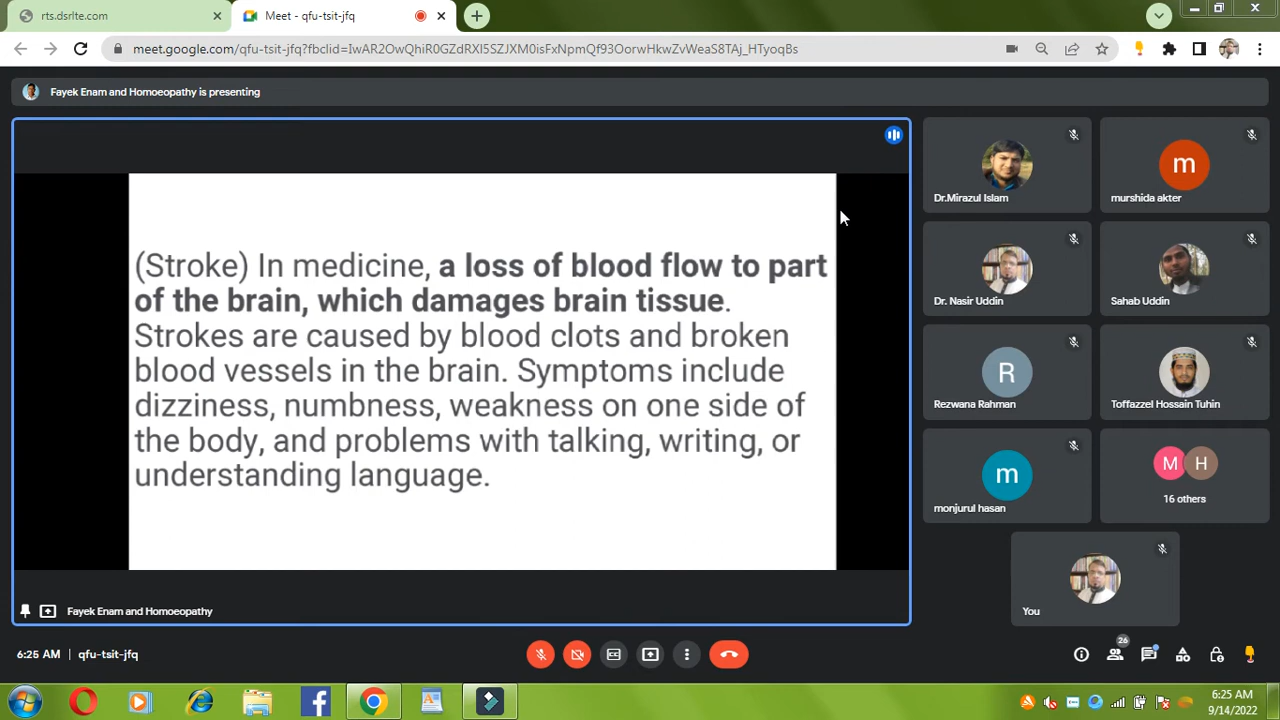 rts.dsrlte.com
Meet - qfu-tsit-jfq
meet.google.com/qfu-tsit-jfq?fbclid=IwAR2OwQhiR0GZdRXI5SZJXM0isFxNpmQf93OorwHkwZvWeaS8TAj_HTyoqBs
Fayek Enam and Homoeopathy is presenting
(Stroke) In medicine, a loss of blood flow to part
of the brain, which damages brain tissue.
Strokes are caused by blood clots and broken
blood vessels in the brain. Symptoms include
dizziness, numbness, weakness on one side of
the body, and problems with talking, writing, or
understanding language.
Fayek Enam and Homoeopathy
Dr.Mirazul Islam
m
murshida akter
Dr. Nasir Uddin
Sahab Uddin
R
Rezwana Rahman
Toffazzel Hossain Tuhin
m
monjurul hasan
M H
16 others
You
6:25 AM | qfu-tsit-jfq
26
6:25 AM
9/14/2022